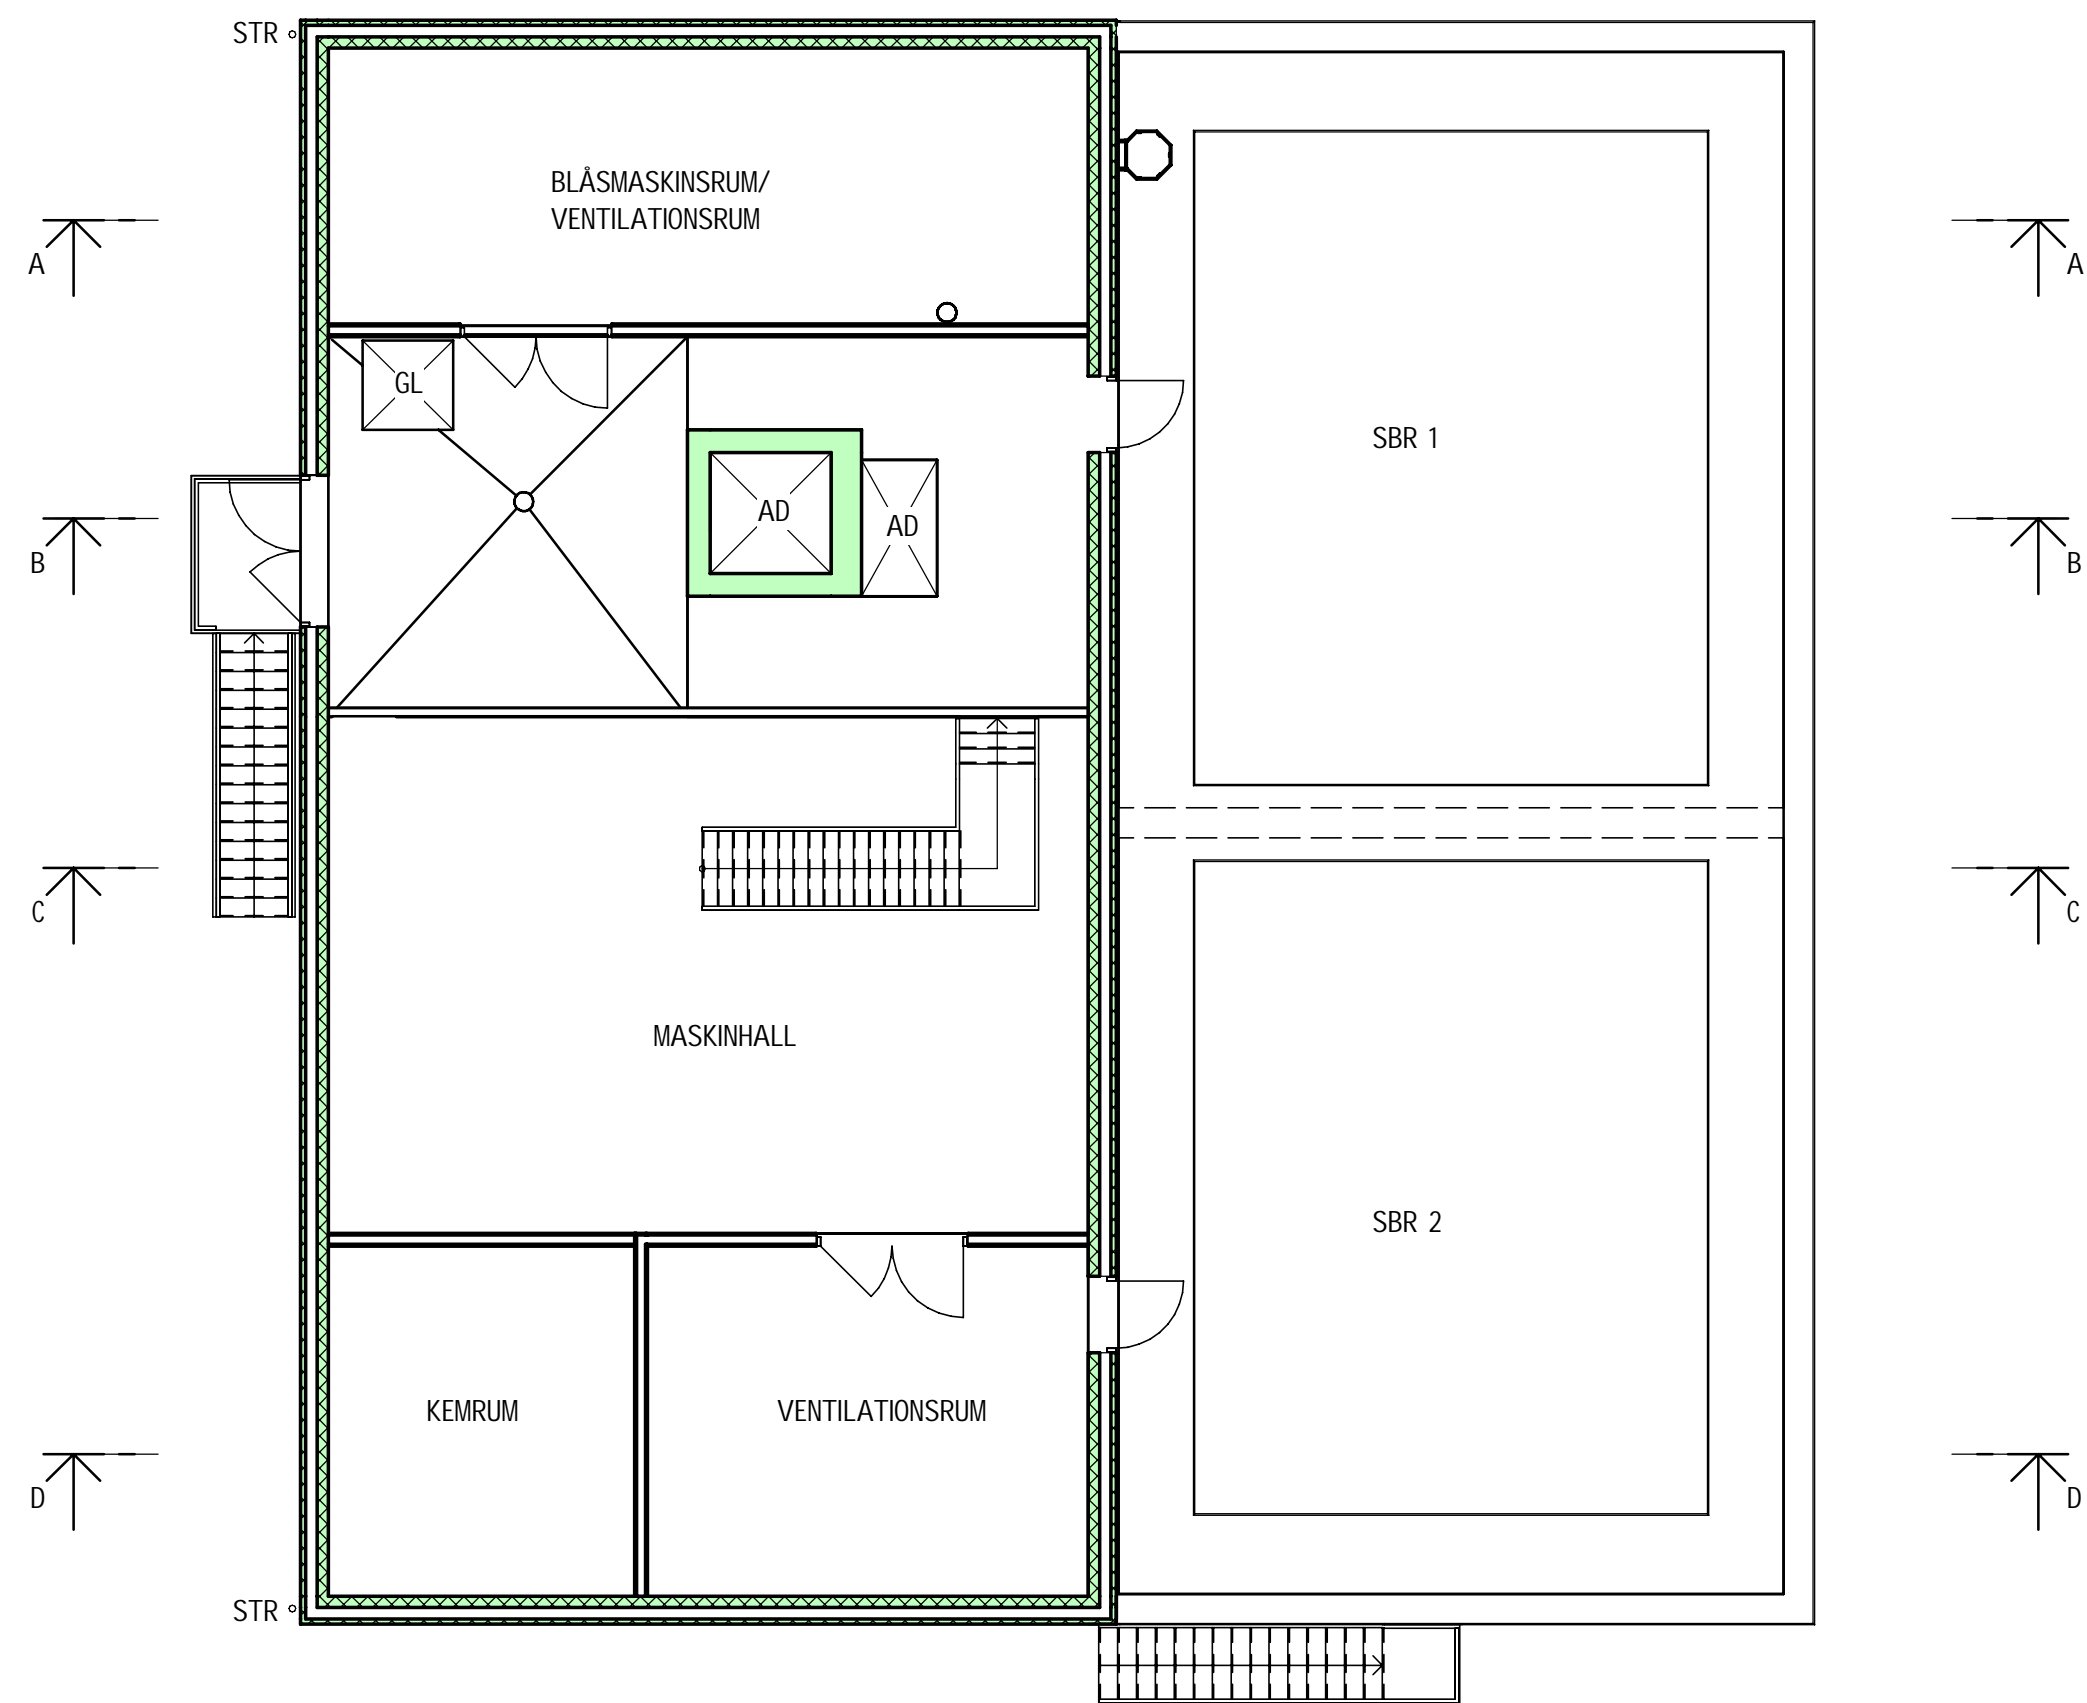 STR
BLÅSMASKINSRUM/
VENTILATIONSRUM
A
A
GL
SBR 1
AD
AD
B
B
C
C
MASKINHALL
SBR 2
KEMRUM
VENTILATIONSRUM
D
D
STR